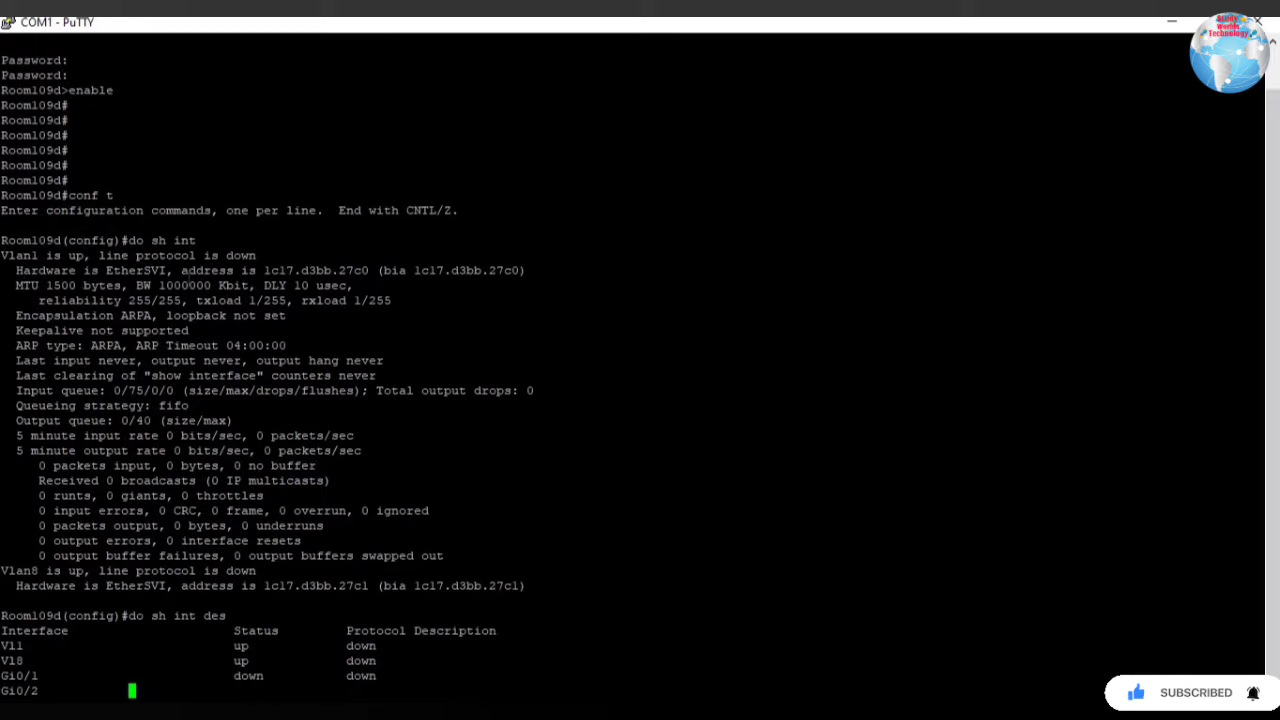 COM1 - PuTTY
Study
Worlds
Technology
Password:
Password:
Room109d>enable
Room109d#
Room109d#
Room109d#
Room109d#
Room109d#
Room109d#
Room109d#conf t
Enter configuration commands, one per line.  End with CNTL/Z.
Room109d(config)#do sh int
Vlan1 is up, line protocol is down
Hardware is EtherSVI, address is 1c17.d3bb.27c0 (bia 1c17.d3bb.27c0)
MTU 1500 bytes, BW 1000000 Kbit, DLY 10 usec,
reliability 255/255, txload 1/255, rxload 1/255
Encapsulation ARPA, loopback not set
Keepalive not supported
ARP type: ARPA, ARP Timeout 04:00:00
Last input never, output never, output hang never
Last clearing of "show interface" counters never
Input queue: 0/75/0/0 (size/max/drops/flushes); Total output drops: 0
Queueing strategy: fifo
Output queue: 0/40 (size/max)
5 minute input rate 0 bits/sec, 0 packets/sec
5 minute output rate 0 bits/sec, 0 packets/sec
0 packets input, 0 bytes, 0 no buffer
Received 0 broadcasts (0 IP multicasts)
0 runts, 0 giants, 0 throttles
0 input errors, 0 CRC, 0 frame, 0 overrun, 0 ignored
0 packets output, 0 bytes, 0 underruns
0 output errors, 0 interface resets
0 output buffer failures, 0 output buffers swapped out
Vlan8 is up, line protocol is down
Hardware is EtherSVI, address is 1c17.d3bb.27c1 (bia 1c17.d3bb.27c1)
Room109d(config)#do sh int des
Interface Status Protocol Description
Vl1 up down
Vl8 up down
Gi0/1 down down
Gi0/2
SUBSCRIBED